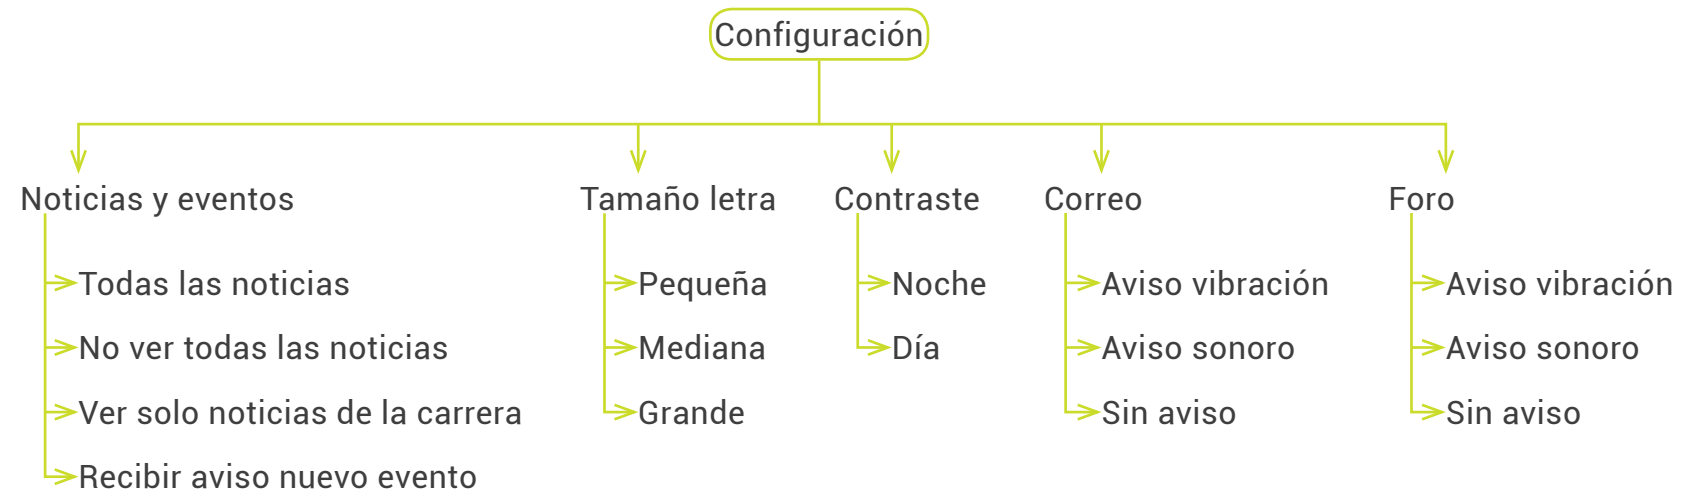 Configuración
Noticias y eventos
Todas las noticias
No ver todas las noticias
Ver solo noticias de la carrera
Recibir aviso nuevo evento
Tamaño letra
Pequeña
Mediana
Grande
Contraste
Noche
Día
Correo
Aviso vibración
Aviso sonoro
Sin aviso
Foro
Aviso vibración
Aviso sonoro
Sin aviso